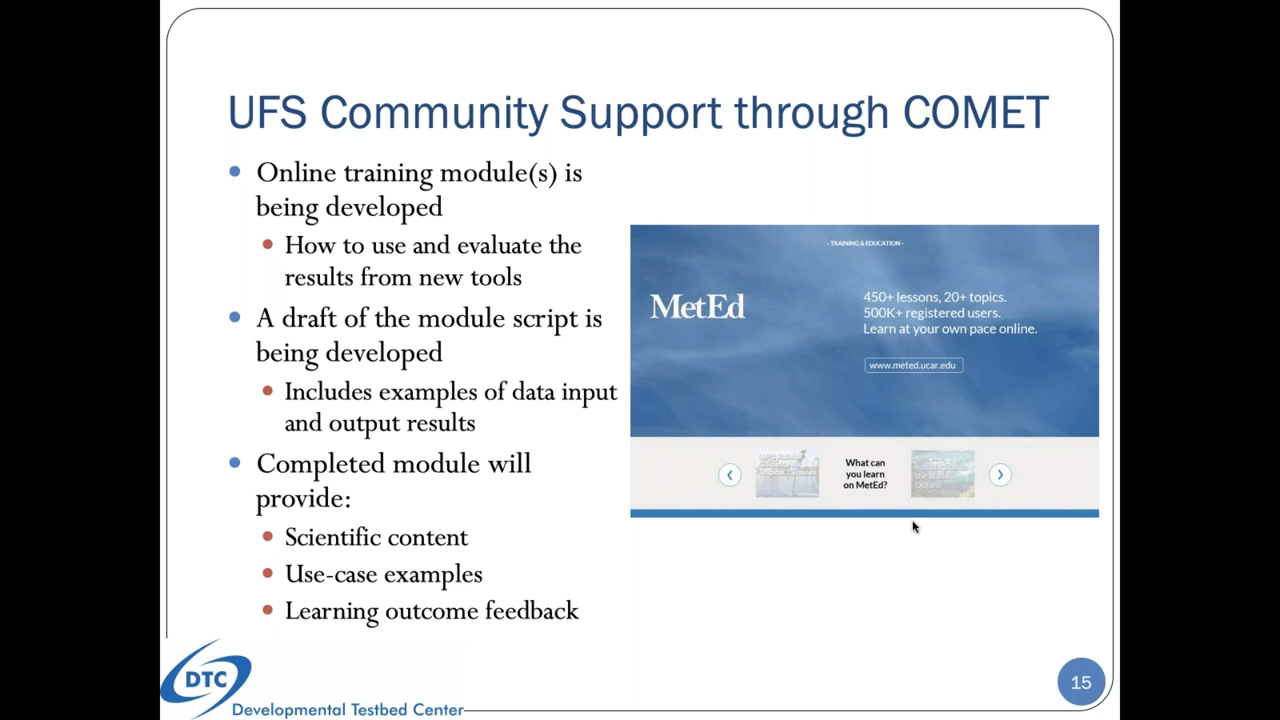 UFS Community Support through COMET
Online training module(s) is
being developed
How to use and evaluate the
results from new tools
A draft of the module script is
being developed
Includes examples of data input
and output results
Completed module will
provide:
Scientific content
Use-case examples
Learning outcome feedback
- TRAINING & EDUCATION -
MetEd
450+ lessons, 20+ topics.
500K+ registered users.
Learn at your own pace online.
www.meted.ucar.edu
What can
you learn
on MetEd?
DTC
Developmental Testbed Center
15